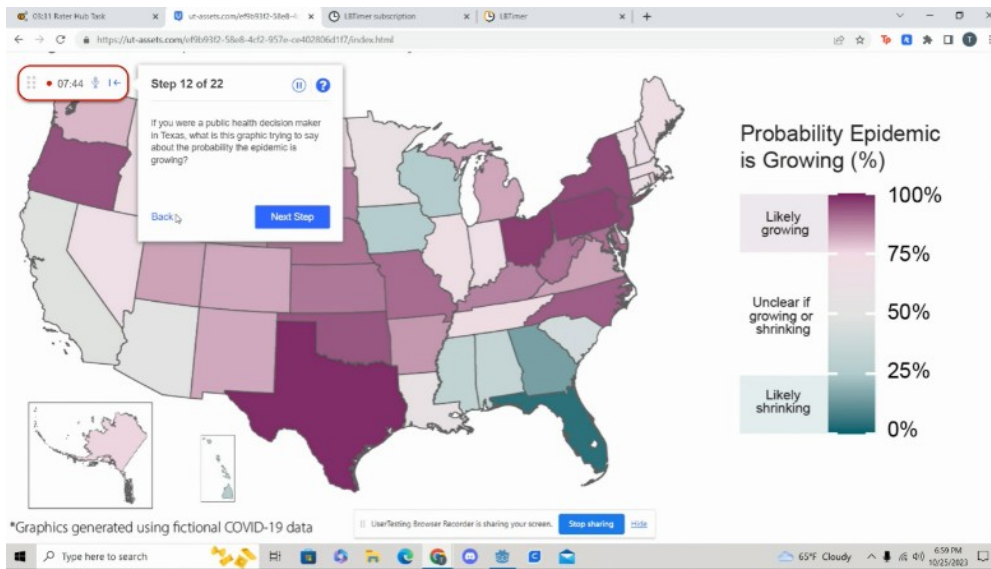 03:31 Rater Hub Task
ut-assets.com/ef9b93f2-58e8-4
UBTimer subscription
UBTimer
https://ut-assets.com/ef9b93f2-58e8-4cf2-957e-ce402806d1f7/index.html
07:44
Step 12 of 22
If you were a public health decision maker
in Texas, what is this graphic trying to say
about the probability the epidemic is
growing?
Back
Next Step
Probability Epidemic
is Growing (%)
Likely
growing
Unclear if
growing or
shrinking
Likely
shrinking
100%
75%
50%
25%
0%
*Graphics generated using fictional COVID-19 data
UserTesting Browser Recorder is sharing your screen.
Stop sharing
Hide
Type here to search
65°F Cloudy
6:59 PM
10/25/2023